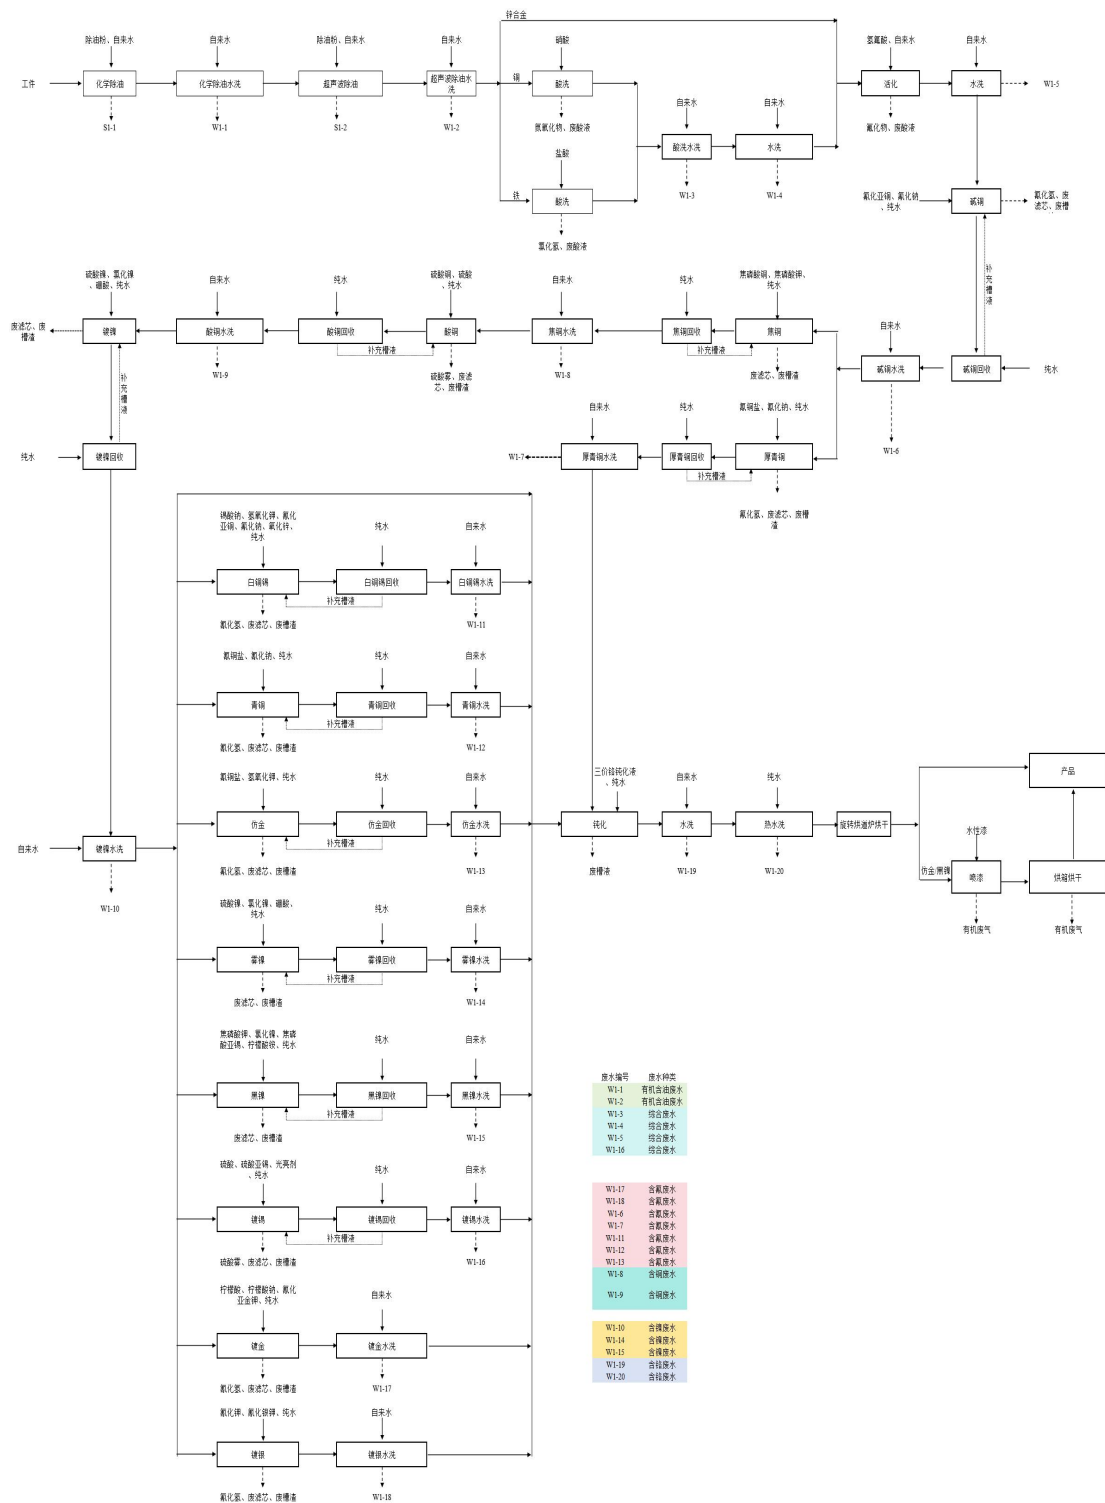 锌合金
除油粉、自来水
自来水
除油粉、自来水
自来水
硝酸
氢氟酸、自来水
自来水
工件
化学除油
化学除油水洗
超声波除油
超声波除油水
洗
铜
酸洗
活化
水洗
W1-5
S1-1
W1-1
S1-2
W1-2
氮氧化物、废酸液
自来水
自来水
氟化物、废酸液
盐酸
酸洗水洗
水洗
铁
酸洗
W1-3
W1-4
氰化亚铜、氰化钠
、纯水
碱铜
氰化氢、废
滤芯、废槽
氯化氢、废酸液
硫酸镍、氯化镍
、硼酸、纯水
自来水
纯水
硫酸铜、硫酸
、纯水
自来水
纯水
焦磷酸铜、焦磷酸钾、
纯水
补充槽液
废滤芯、废
槽渣
镀镍
酸铜水洗
酸铜回收
酸铜
焦铜水洗
焦铜回收
焦铜
自来水
补充槽液
补充槽液
补充槽液
W1-9
硫酸雾、废滤
芯、废槽渣
W1-8
废滤芯、废槽渣
碱铜水洗
碱铜回收
纯水
自来水
纯水
氰铜盐、氰化钠、纯水
W1-6
纯水
镀镍回收
W1-7
厚青铜水洗
厚青铜回收
厚青铜
补充槽液
氰化氢、废滤芯、废槽
渣
锡酸钠、氢氧化钾、氰化
亚铜、氰化钠、氧化锌、
纯水
纯水
自来水
白铜锡
白铜锡回收
白铜锡水洗
补充槽液
氰化氢、废滤芯、废槽渣
W1-11
氰铜盐、氰化钠、纯水
纯水
自来水
青铜
青铜回收
青铜水洗
补充槽液
氰化氢、废滤芯、废槽渣
W1-12
氰铜盐、氢氧化钾、纯水
纯水
自来水
三价铬钝化液
、纯水
自来水
纯水
产品
仿金
仿金回收
仿金水洗
钝化
水洗
热水洗
旋转烘道炉烘干
水性漆
补充槽液
自来水
镀镍水洗
氰化氢、废滤芯、废槽渣
W1-13
废槽液
W1-19
W1-20
仿金/黑镍
喷漆
烘箱烘干
W1-10
硫酸镍、氯化镍、硼酸、
纯水
纯水
自来水
有机废气
有机废气
雾镍
雾镍回收
雾镍水洗
补充槽液
废滤芯、废槽渣
W1-14
焦磷酸钾、氯化镍、焦磷
酸亚锡、柠檬酸铵、纯水
纯水
自来水
黑镍
黑镍回收
黑镍水洗
补充槽液
废滤芯、废槽渣
W1-15
硫酸、硫酸亚锡、光亮剂
、纯水
纯水
自来水
镀锡
镀锡回收
镀锡水洗
补充槽液
硫酸雾、废滤芯、废槽渣
W1-16
柠檬酸、柠檬酸钠、氰化
亚金钾、纯水
自来水
镀金
镀金水洗
氰化氢、废滤芯、废槽渣
W1-17
氰化钾、氰化银钾、纯水
自来水
镀银
镀银水洗
氰化氢、废滤芯、废槽渣
W1-18
废水编号 废水种类
W1-1 有机含油废水
W1-2 有机含油废水
W1-3 综合废水
W1-4 综合废水
W1-5 综合废水
W1-16 综合废水
W1-17 含氰废水
W1-18 含氰废水
W1-6 含氰废水
W1-7 含氰废水
W1-11 含氰废水
W1-12 含氰废水
W1-13 含氰废水
W1-8 含铜废水
W1-9 含铜废水
W1-10 含镍废水
W1-14 含镍废水
W1-15 含镍废水
W1-19 含铬废水
W1-20 含铬废水